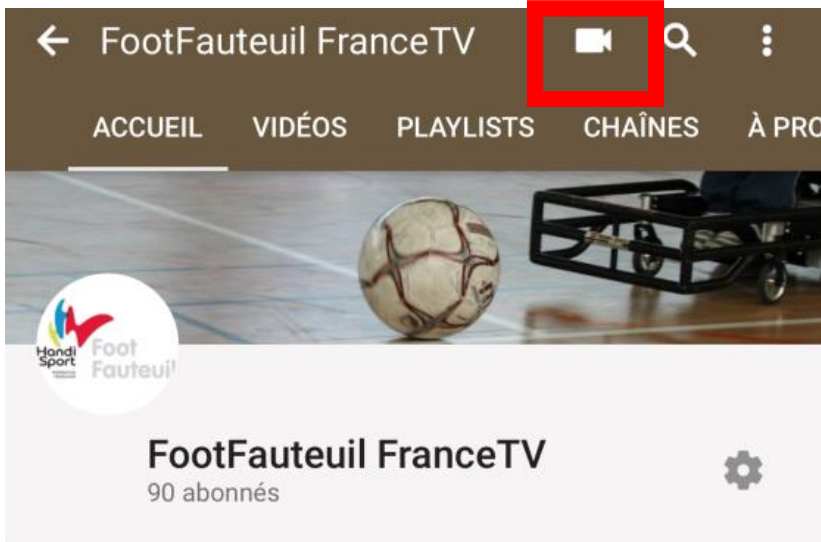 FootFauteuil FranceTV
ACCUEIL VIDÉOS PLAYLISTS CHAÎNES À PRO
Handi
Sport
Foot
Fauteuil
FootFauteuil FranceTV
90 abonnés